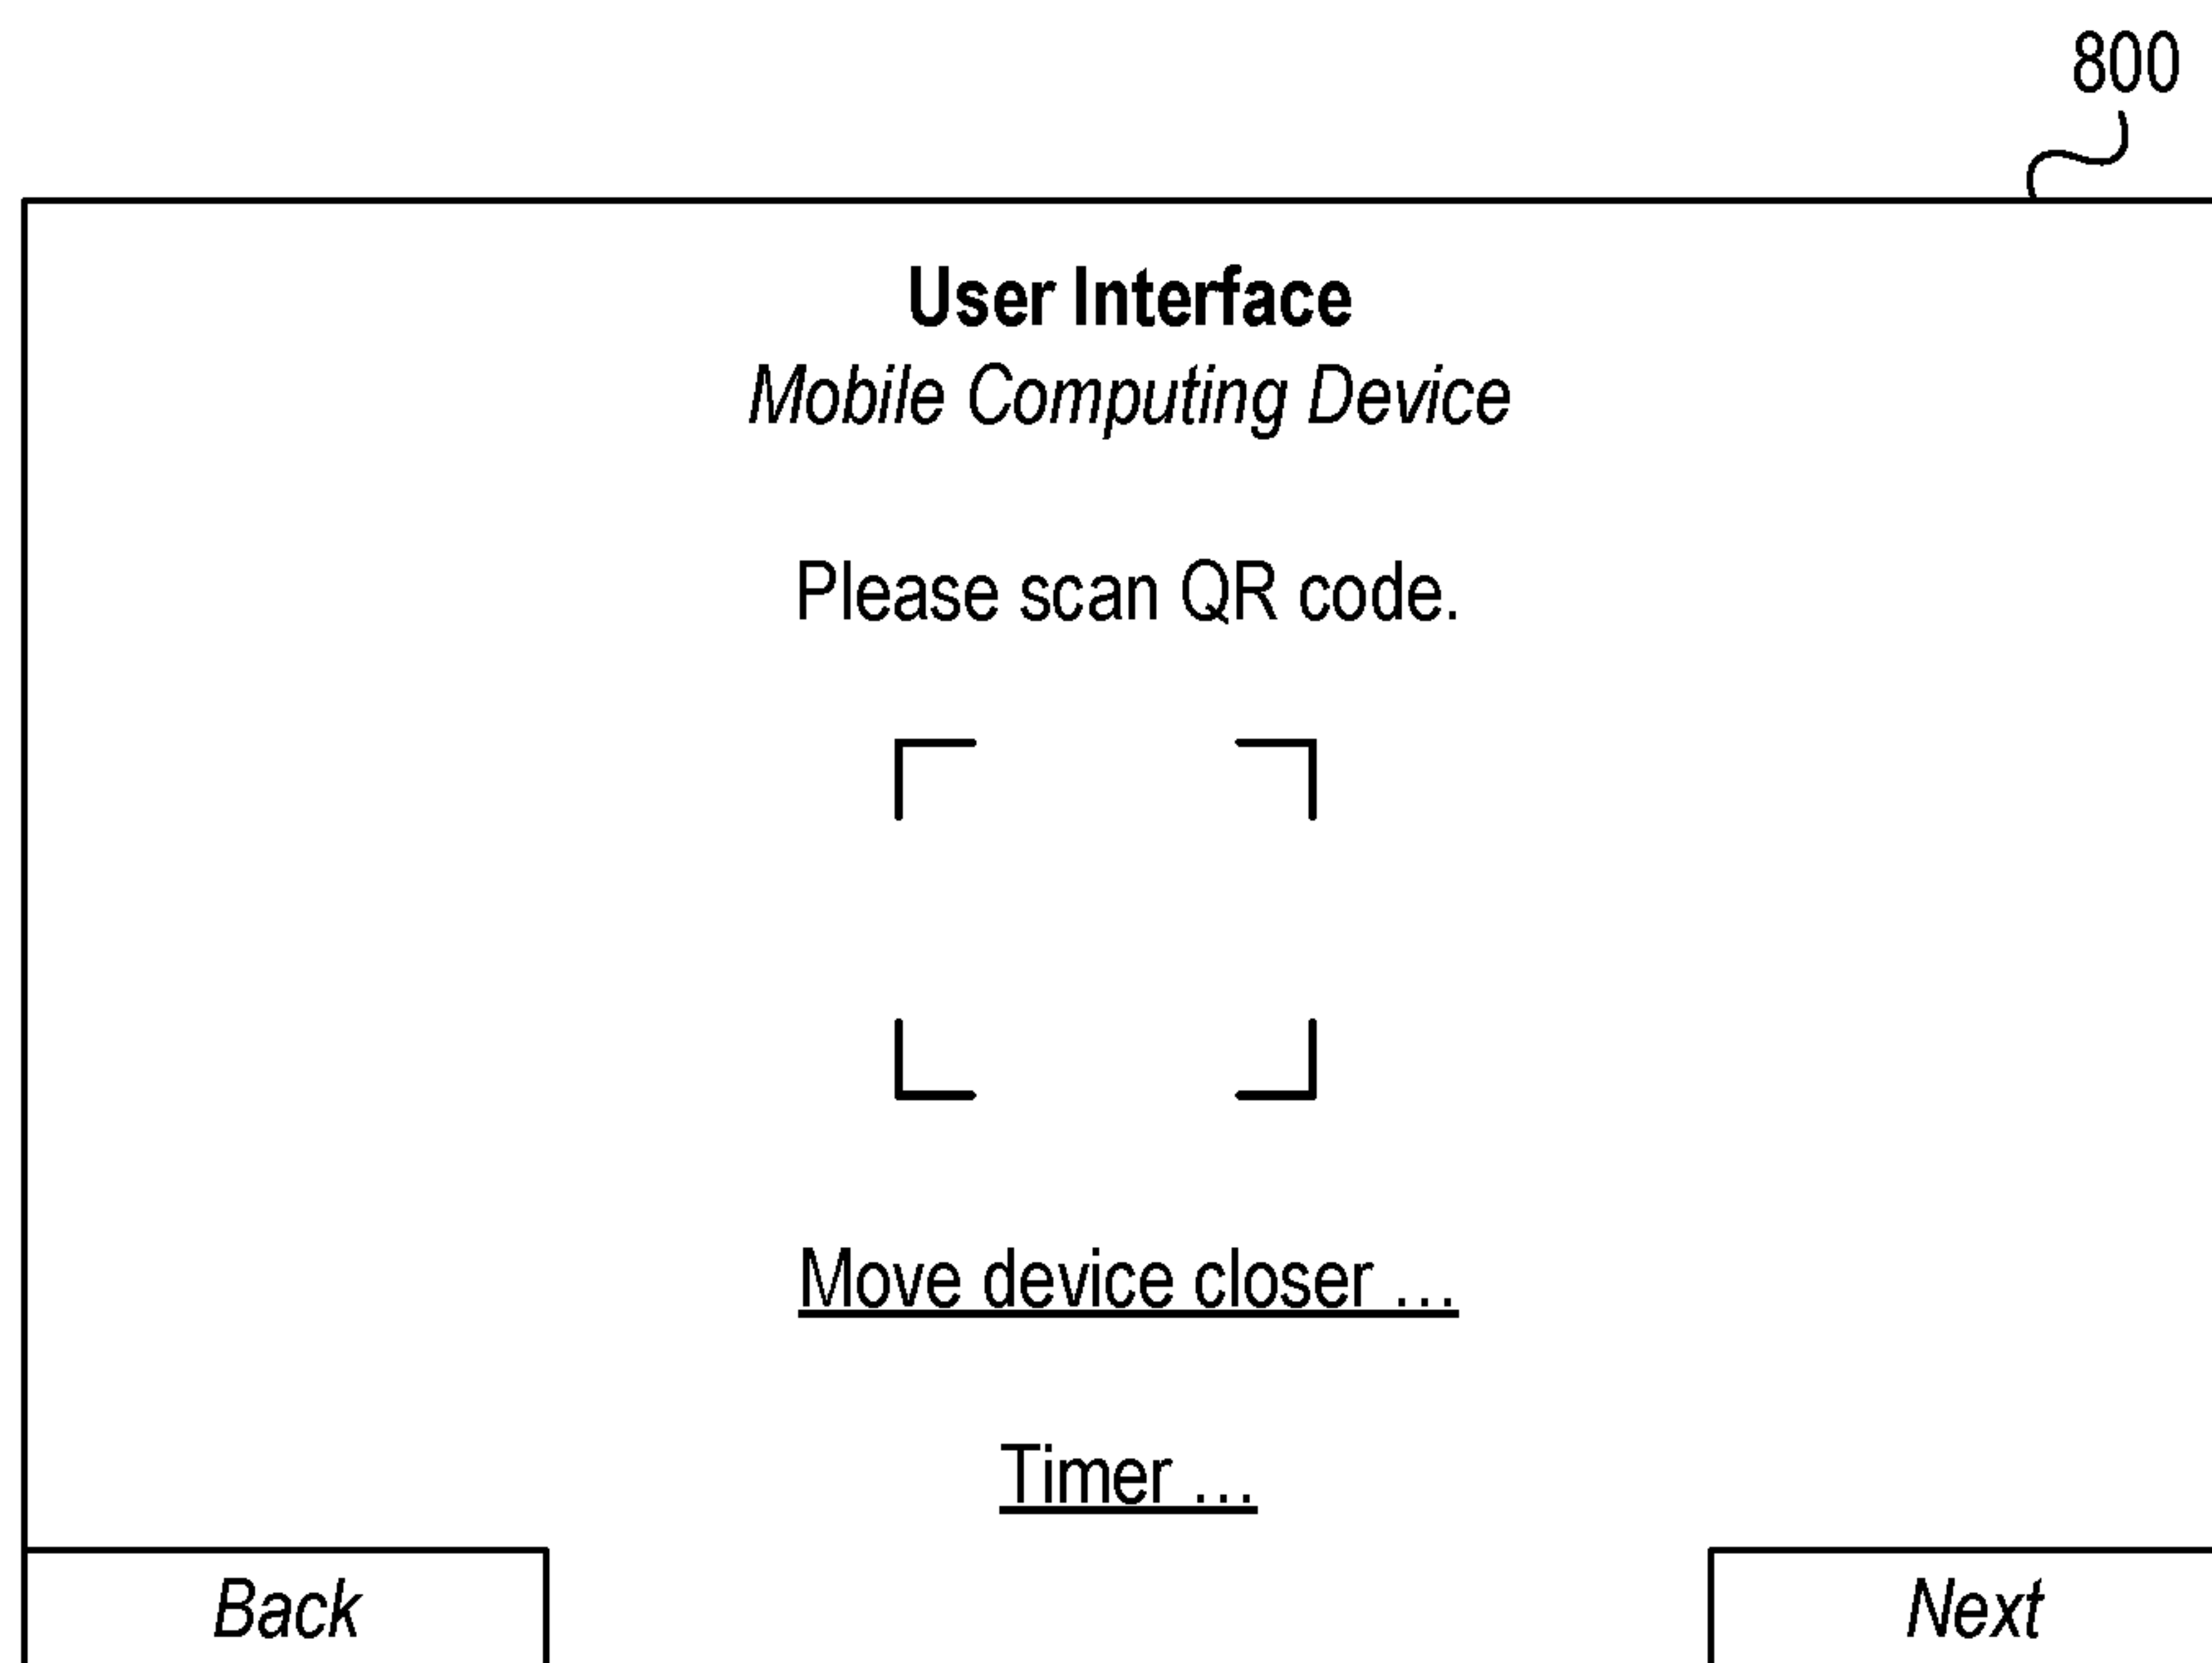 800
User Interface
Mobile Computing Device
Please scan QR code.
Move device closer ...
Timer ...
Back
Next